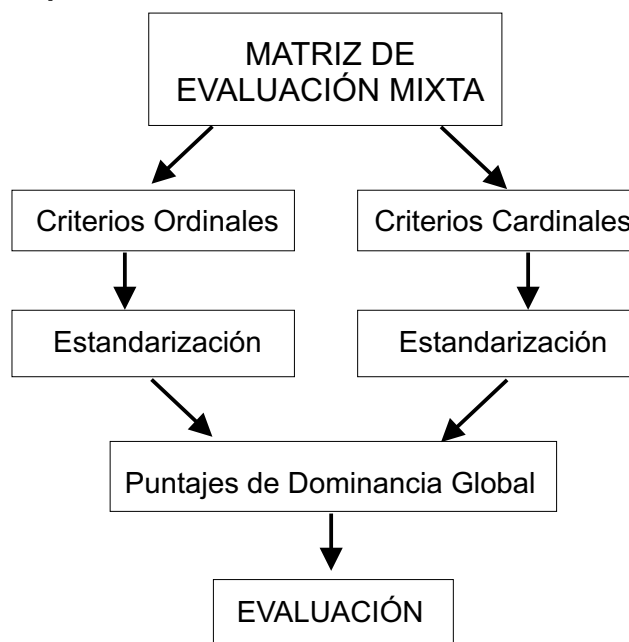 MATRIZ DE
EVALUACIÓN MIXTA
Criterios Ordinales
Criterios Cardinales
Estandarización
Estandarización
Puntajes de Dominancia Global
EVALUACIÓN